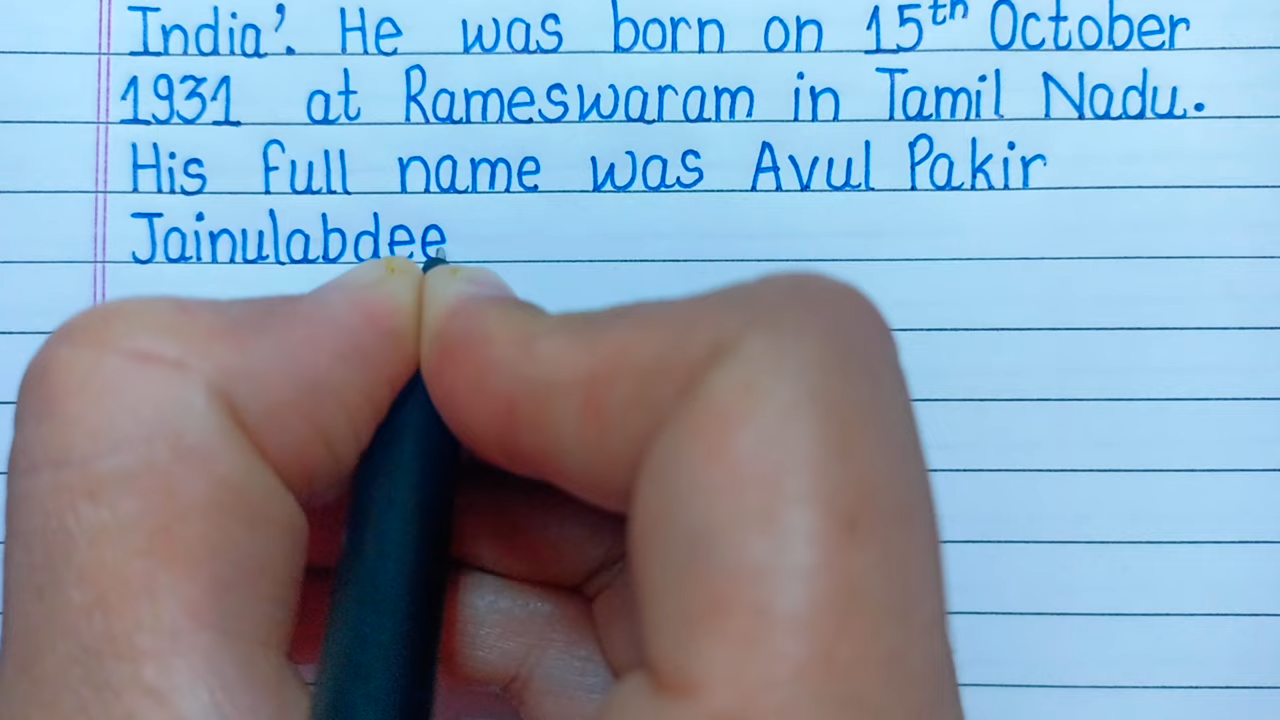 India'. He was born on 15th October
1931 at Rameswaram in Tamil Nadu.
His full name was Avul Pakir
Jainulabdee